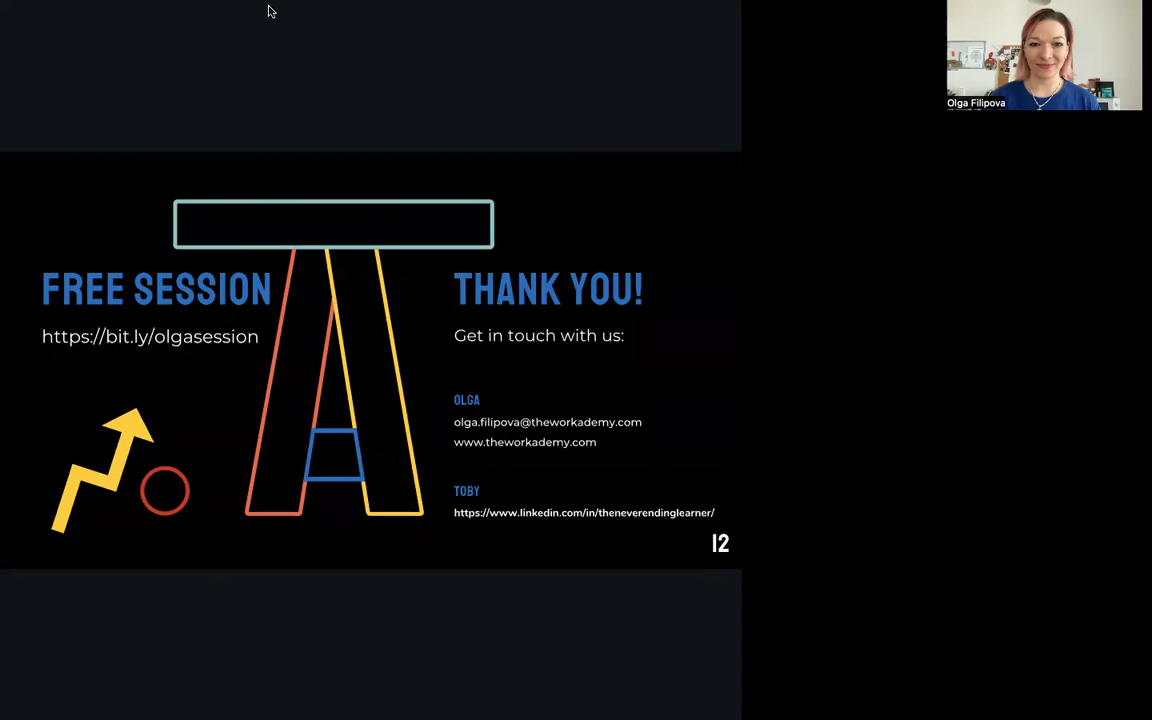 Olga Filipova
FREE SESSION
https://bit.ly/olgasession
THANK YOU!
Get in touch with us:
OLGA
olga.filipova@theworkademy.com
www.theworkademy.com
TOBY
https://www.linkedin.com/in/theneverendinglearner/
12